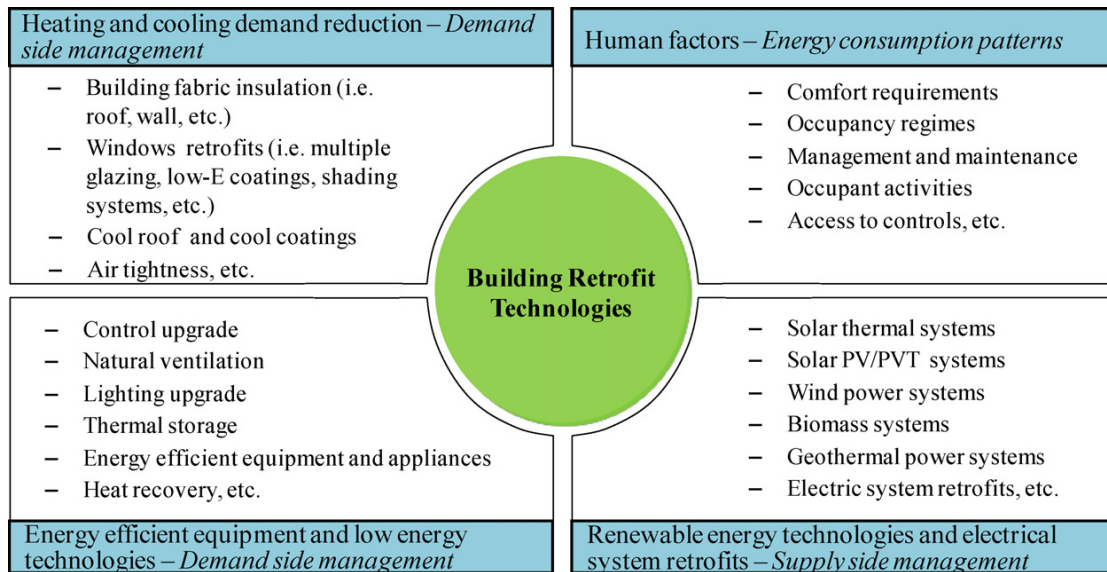 Heating and cooling demand reduction – Demand
side management
– Building fabric insulation (i.e.
roof, wall, etc.)
– Windows retrofits (i.e. multiple
glazing, low-E coatings, shading
systems, etc.)
– Cool roof and cool coatings
– Air tightness, etc.
Human factors – Energy consumption patterns
– Comfort requirements
– Occupancy regimes
– Management and maintenance
– Occupant activities
– Access to controls, etc.
Building Retrofit
Technologies
– Control upgrade
– Natural ventilation
– Lighting upgrade
– Thermal storage
– Energy efficient equipment and appliances
– Heat recovery, etc.
Energy efficient equipment and low energy
technologies – Demand side management
– Solar thermal systems
– Solar PV/PVT systems
– Wind power systems
– Biomass systems
– Geothermal power systems
– Electric system retrofits, etc.
Renewable energy technologies and electrical
system retrofits – Supply side management